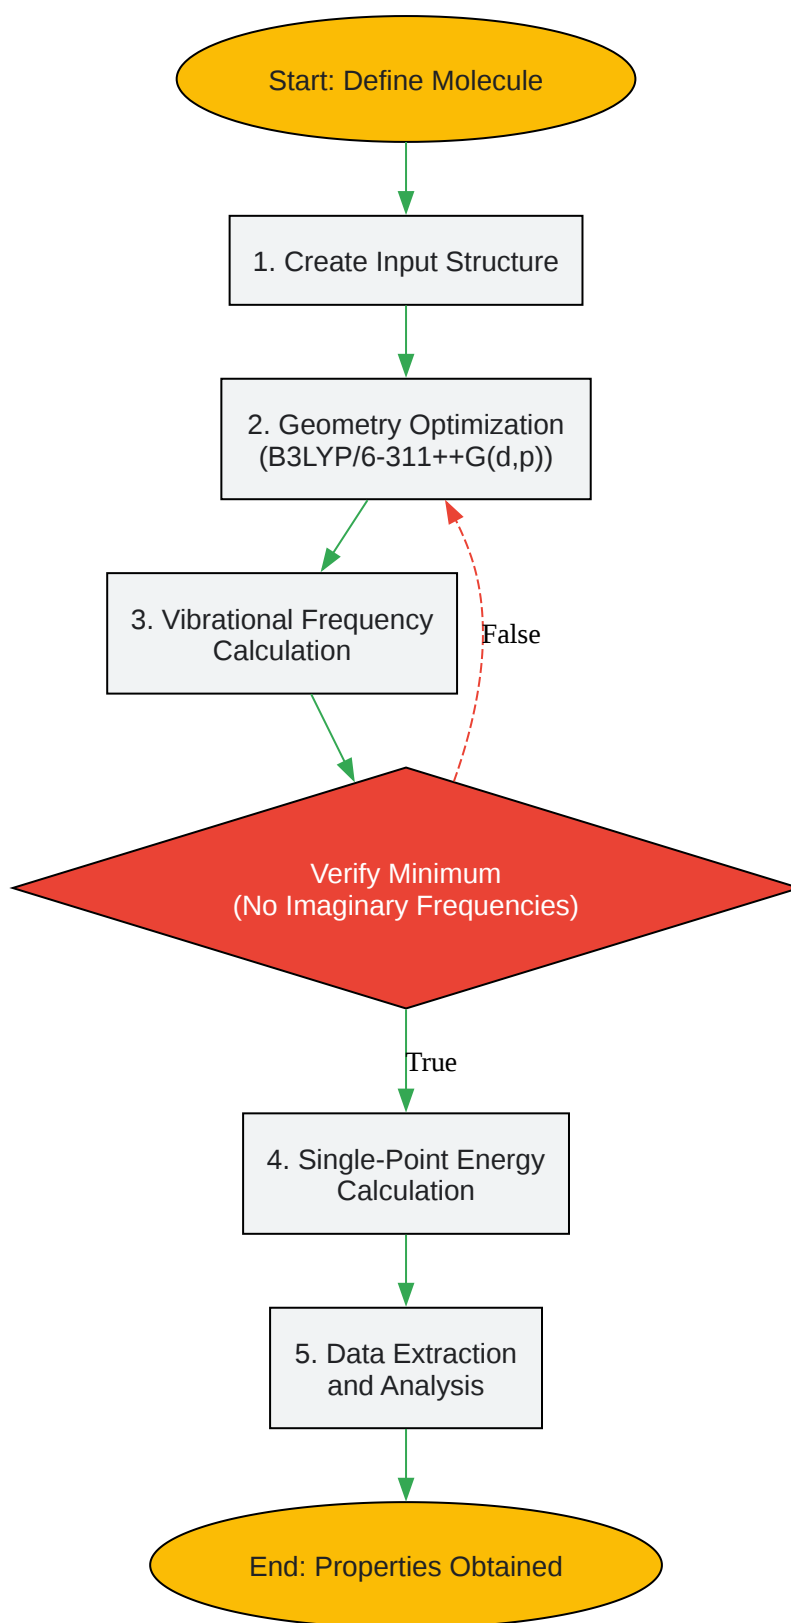 Start: Define Molecule
1. Create Input Structure
2. Geometry Optimization
(B3LYP/6-311++G(d,p))
3. Vibrational Frequency
Calculation
False
Verify Minimum
(No Imaginary Frequencies)
True
4. Single-Point Energy
Calculation
5. Data Extraction
and Analysis
End: Properties Obtained